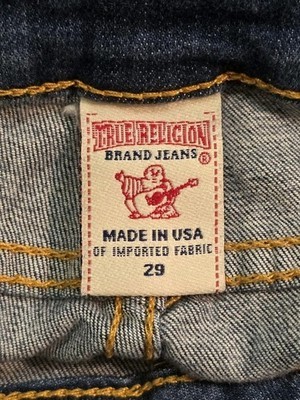 TRUE RELIGION
BRAND JEANS®
MADE IN USA
OF IMPORTED FABRIC
29